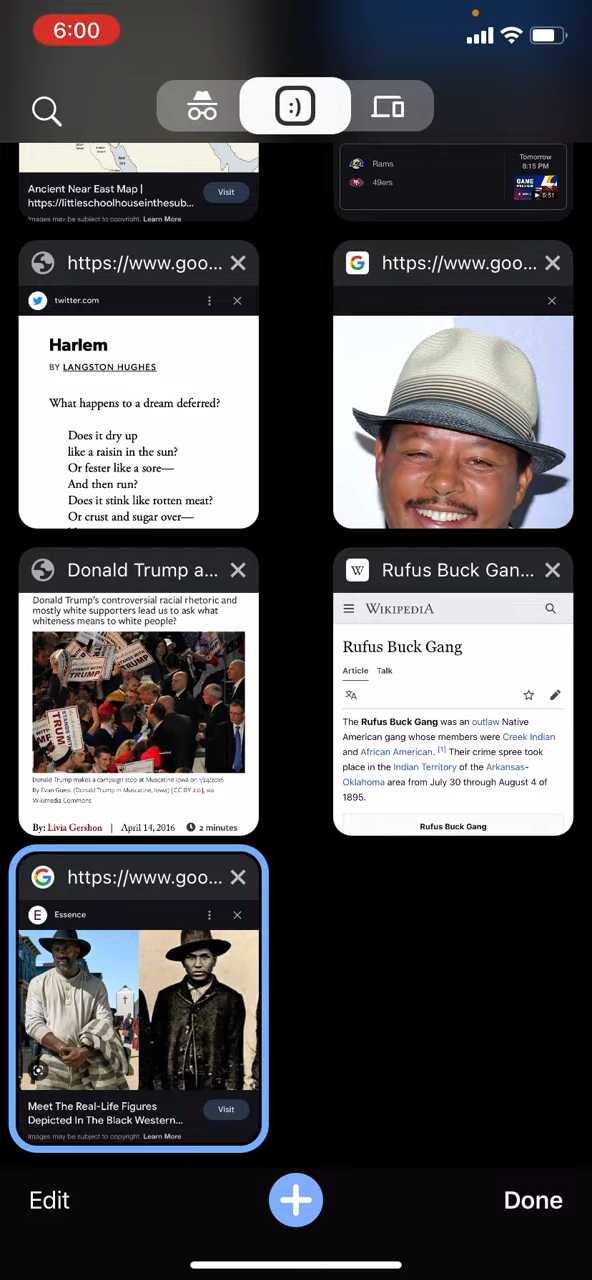 6:00
:)
Ancient Near East Map |
https://littleschoolhouseinthesub...
Visit
Images may be subject to copyright. Learn More
Rams
49ers
Tomorrow
8:15 PM
GAME
PREVIEW
5:51
https://www.goo...
twitter.com
Harlem
BY LANGSTON HUGHES
What happens to a dream deferred?
Does it dry up
like a raisin in the sun?
Or fester like a sore—
And then run?
Does it stink like rotten meat?
Or crust and sugar over—
https://www.goo...
Donald Trump a...
Donald Trump's controversial racial rhetoric and
mostly white supporters lead us to ask what
whiteness means to white people?
STANDS WITH
TRUMP
Donald Trump makes a campaign stop at Muscatine Iowa on 1/24/2016
By Evan Guest (Donald Trump in Muscatine, Iowa) [CC BY 2.0], via
Wikimedia Commons
By: Livia Gershon | April 14, 2016 2 minutes
W
Rufus Buck Gan...
WIKIPEDIA
Rufus Buck Gang
Article Talk
The Rufus Buck Gang was an outlaw Native
American gang whose members were Creek Indian
and African American. [1] Their crime spree took
place in the Indian Territory of the Arkansas-
Oklahoma area from July 30 through August 4 of
1895.
Rufus Buck Gang
https://www.goo...
E Essence
Meet The Real-Life Figures
Depicted In The Black Western...
Visit
Images may be subject to copyright. Learn More
Edit
Done